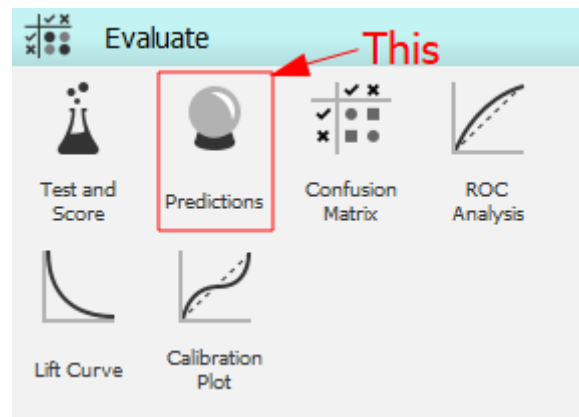 Evaluate
This
Test and
Score
Predictions
Confusion
Matrix
ROC
Analysis
Lift Curve
Calibration
Plot